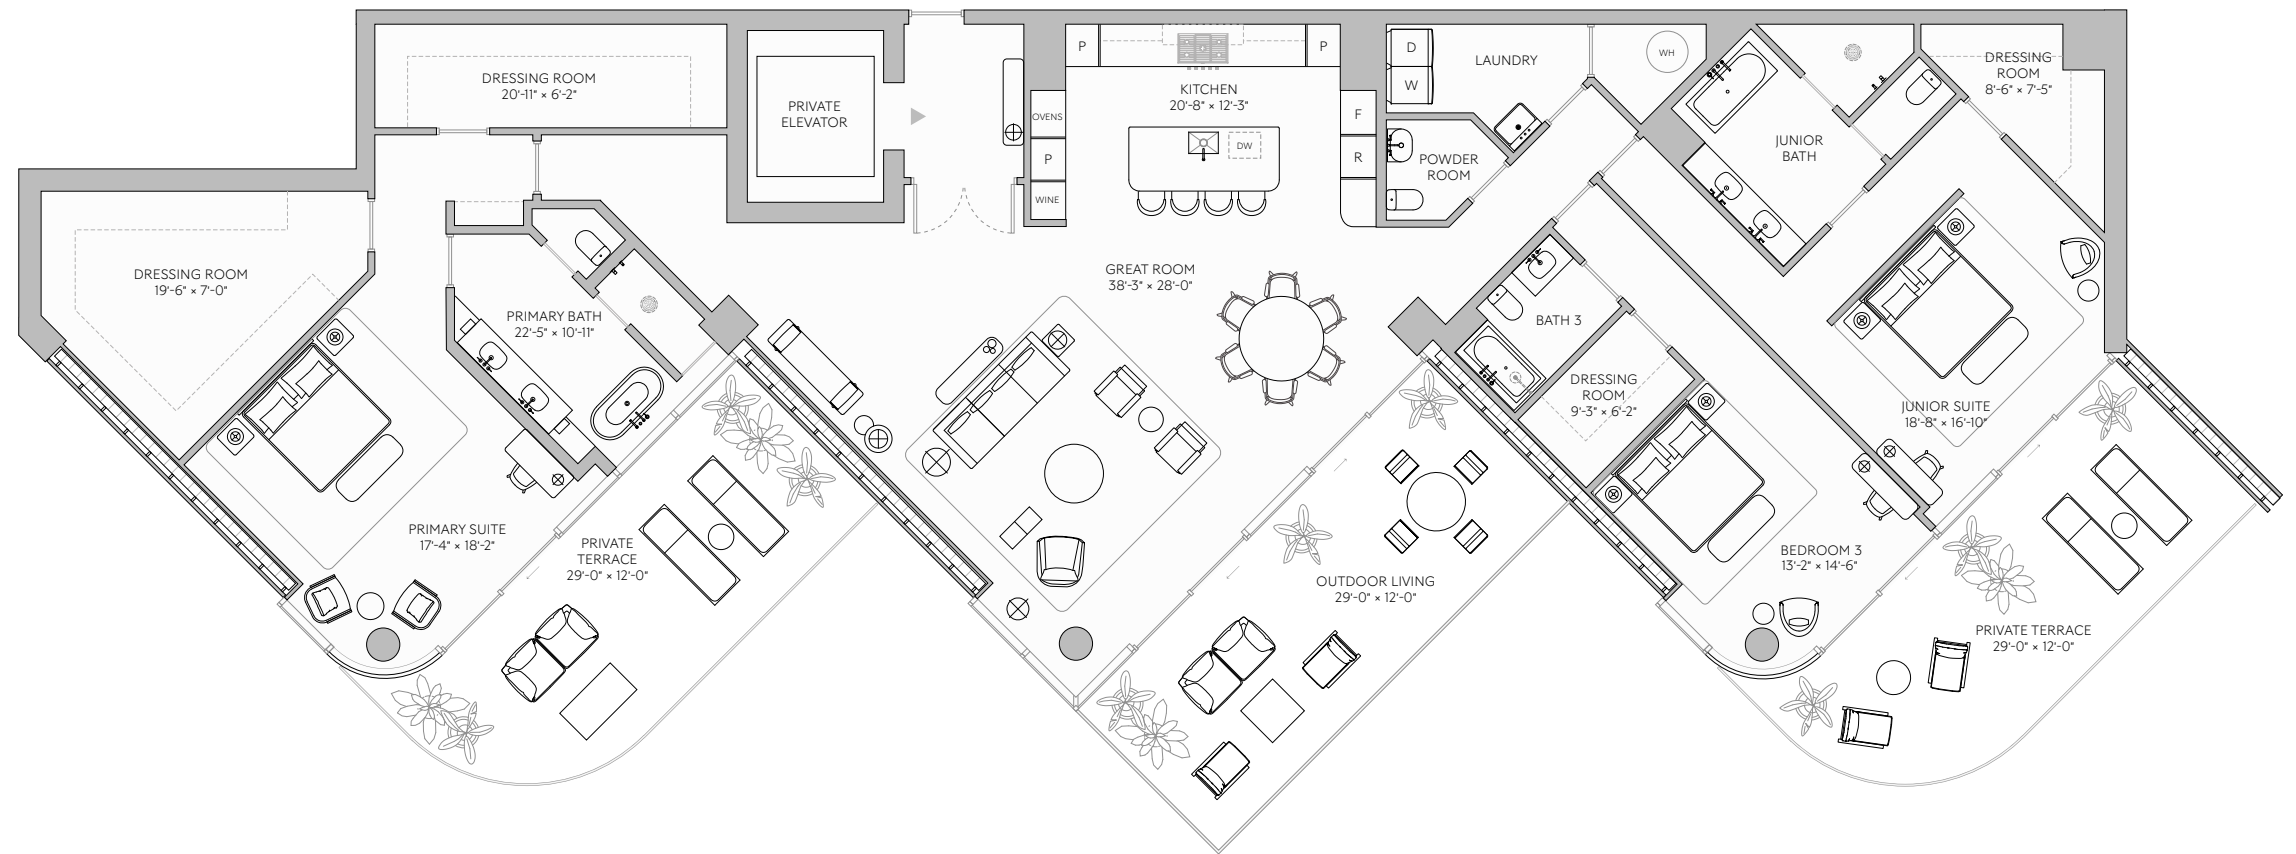 DRESSING ROOM
20'-11" × 6'-2"
PRIVATE
ELEVATOR
P
KITCHEN
20'-8" × 12'-3"
P
D
W
LAUNDRY
WH
DRESSING
ROOM
8'-6" × 7'-5"
OVENS
P
WINE
DW
F
R
POWDER
ROOM
JUNIOR
BATH
DRESSING ROOM
19'-6" × 7'-0"
PRIMARY BATH
22'-5" × 10'-11"
GREAT ROOM
38'-3" × 28'-0"
BATH 3
DRESSING
ROOM
9'-3" × 6'-2"
JUNIOR SUITE
18'-8" × 16'-10"
PRIMARY SUITE
17'-4" × 18'-2"
PRIVATE
TERRACE
29'-0" × 12'-0"
OUTDOOR LIVING
29'-0" × 12'-0"
BEDROOM 3
13'-2" × 14'-6"
PRIVATE TERRACE
29'-0" × 12'-0"